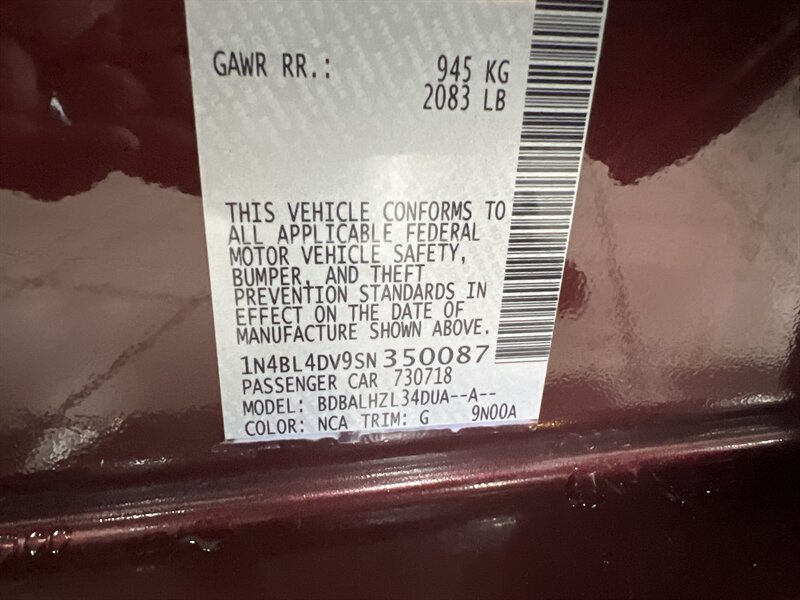 GAWR RR.: 945 KG
2083 LB
THIS VEHICLE CONFORMS TO
ALL APPLICABLE FEDERAL
MOTOR VEHICLE SAFETY,
BUMPER, AND THEFT
PREVENTION STANDARDS IN
EFFECT ON THE DATE OF
MANUFACTURE SHOWN ABOVE.
1N4BL4DV9SN350087
PASSENGER CAR 730718
MODEL: BDBALHZL34DUA--A--
COLOR: NCA TRIM: G 9N00A